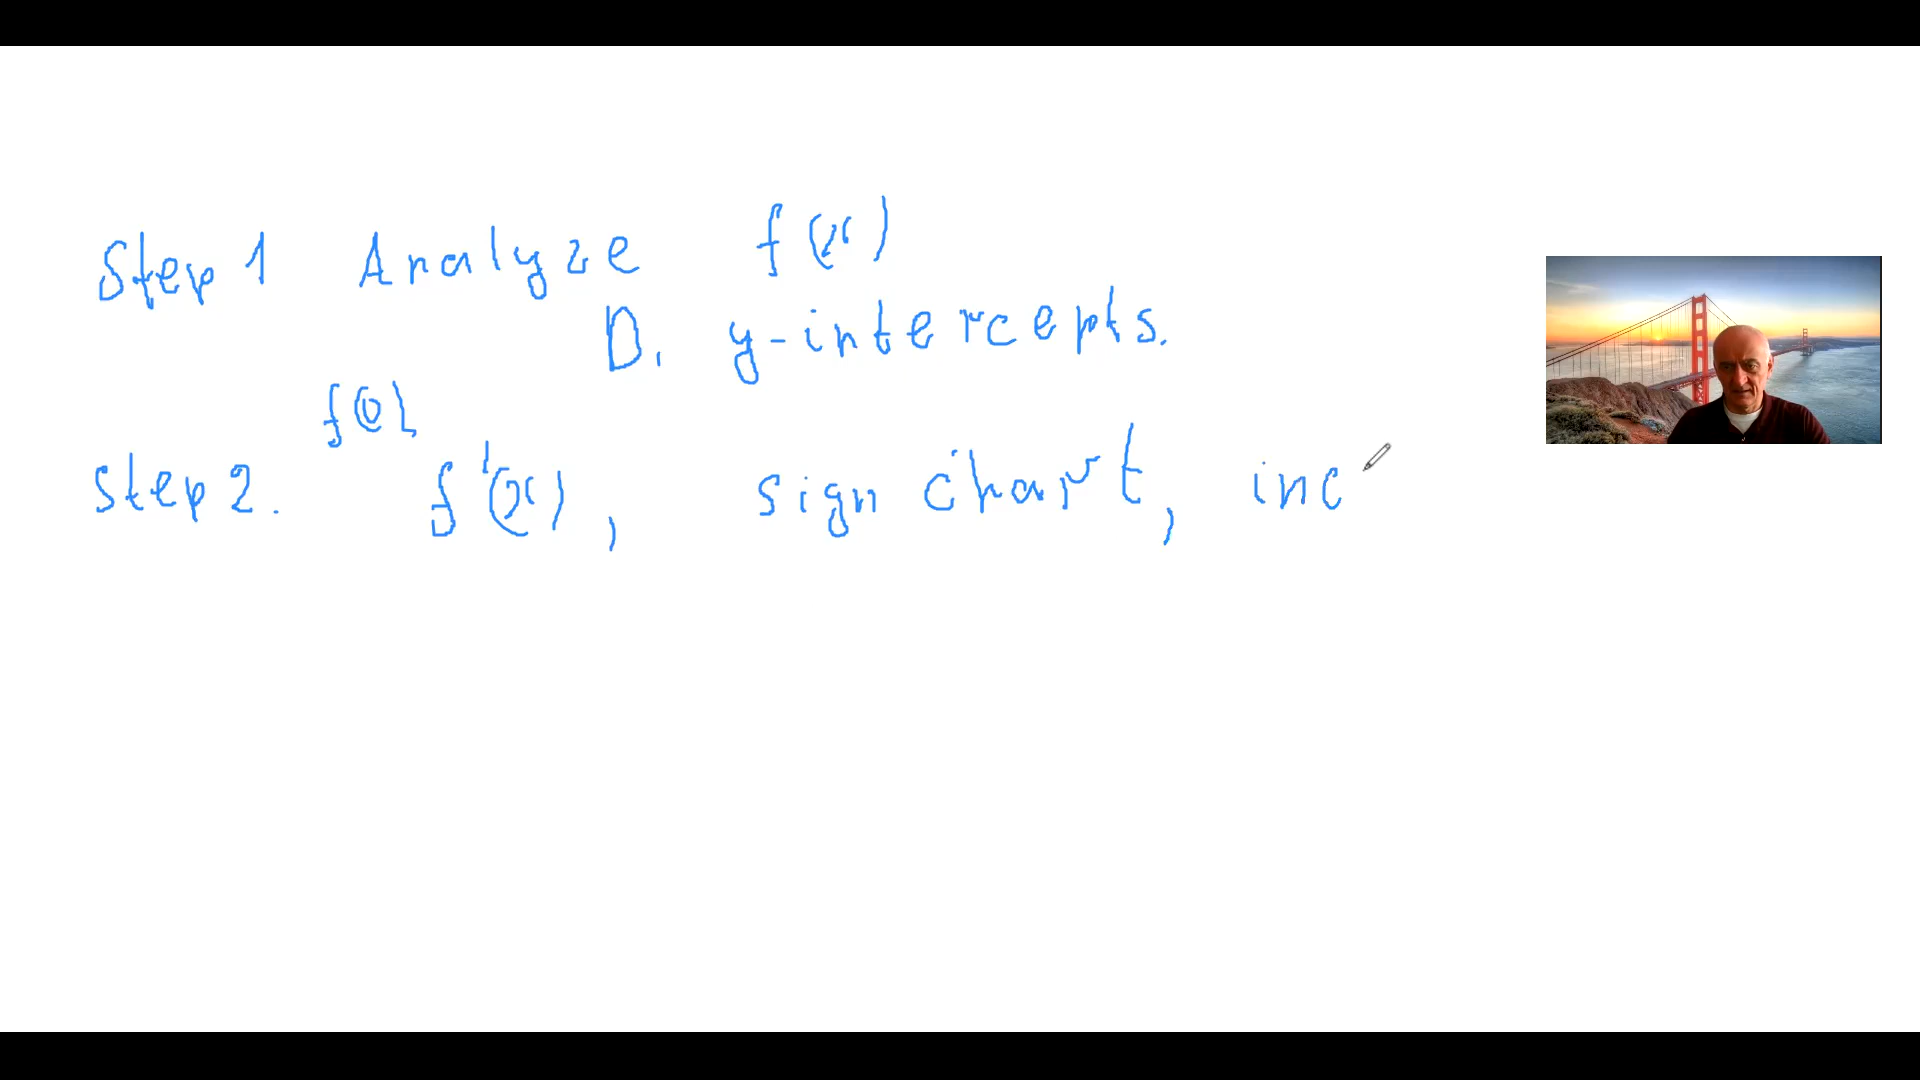 Step 1 Analyze f(x)
D. y-intercepts.
f(0),
Step 2. f'(x), sign chart, inc